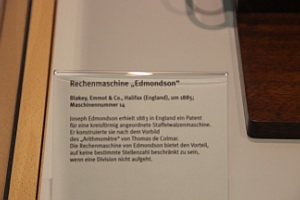 Rechenmaschine „Edmondson“
Blakey, Emmot & Co., Halifax (England), um 1885;
Maschinennummer 14
Joseph Edmondson erhielt 1883 in England ein Patent
für eine kreisförmig angeordnete Staffelwalzenmaschine.
Er konstruierte sie nach dem Vorbild
des „Arithmomètre“ von Thomas de Colmar.
Die Rechenmaschine von Edmondson bietet den Vorteil,
auf keine bestimmte Stellenzahl beschränkt zu sein,
wenn eine Division nicht aufgeht.